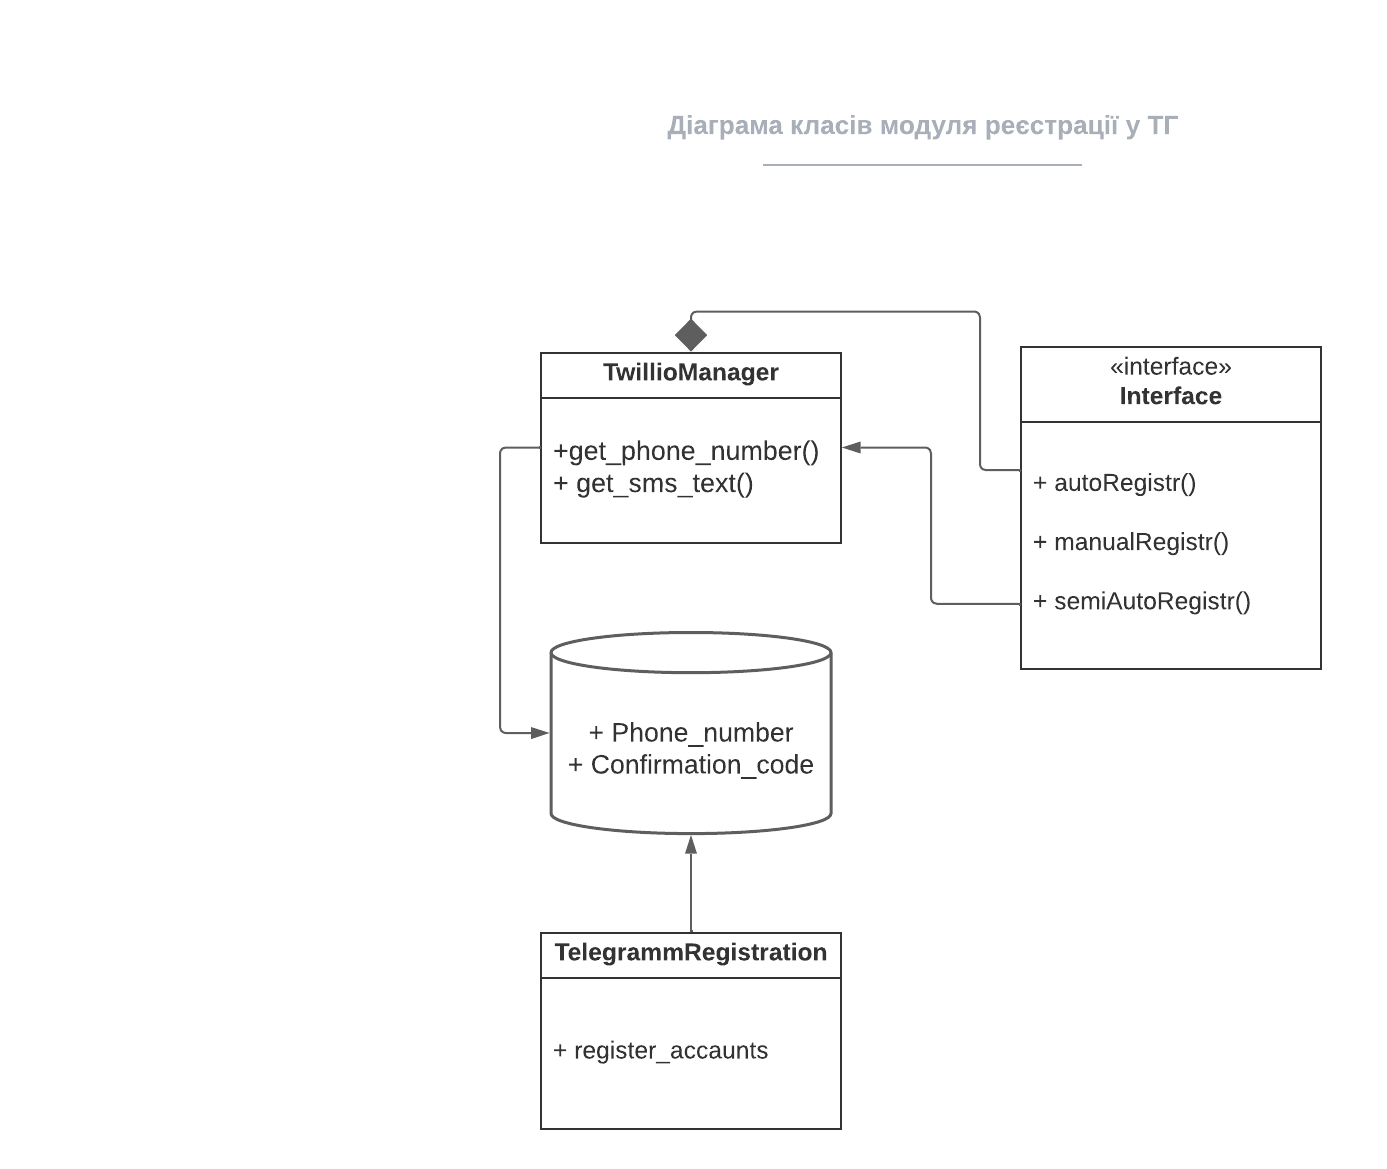 Діаграма класів модуля реєстрації у ТГ
TwillioManager
+get_phone_number()
+ get_sms_text()
«interface»
Interface
+ autoRegistr()
+ manualRegistr()
+ semiAutoRegistr()
+ Phone_number
+ Confirmation_code
TelegrammRegistration
+ register_accaunts